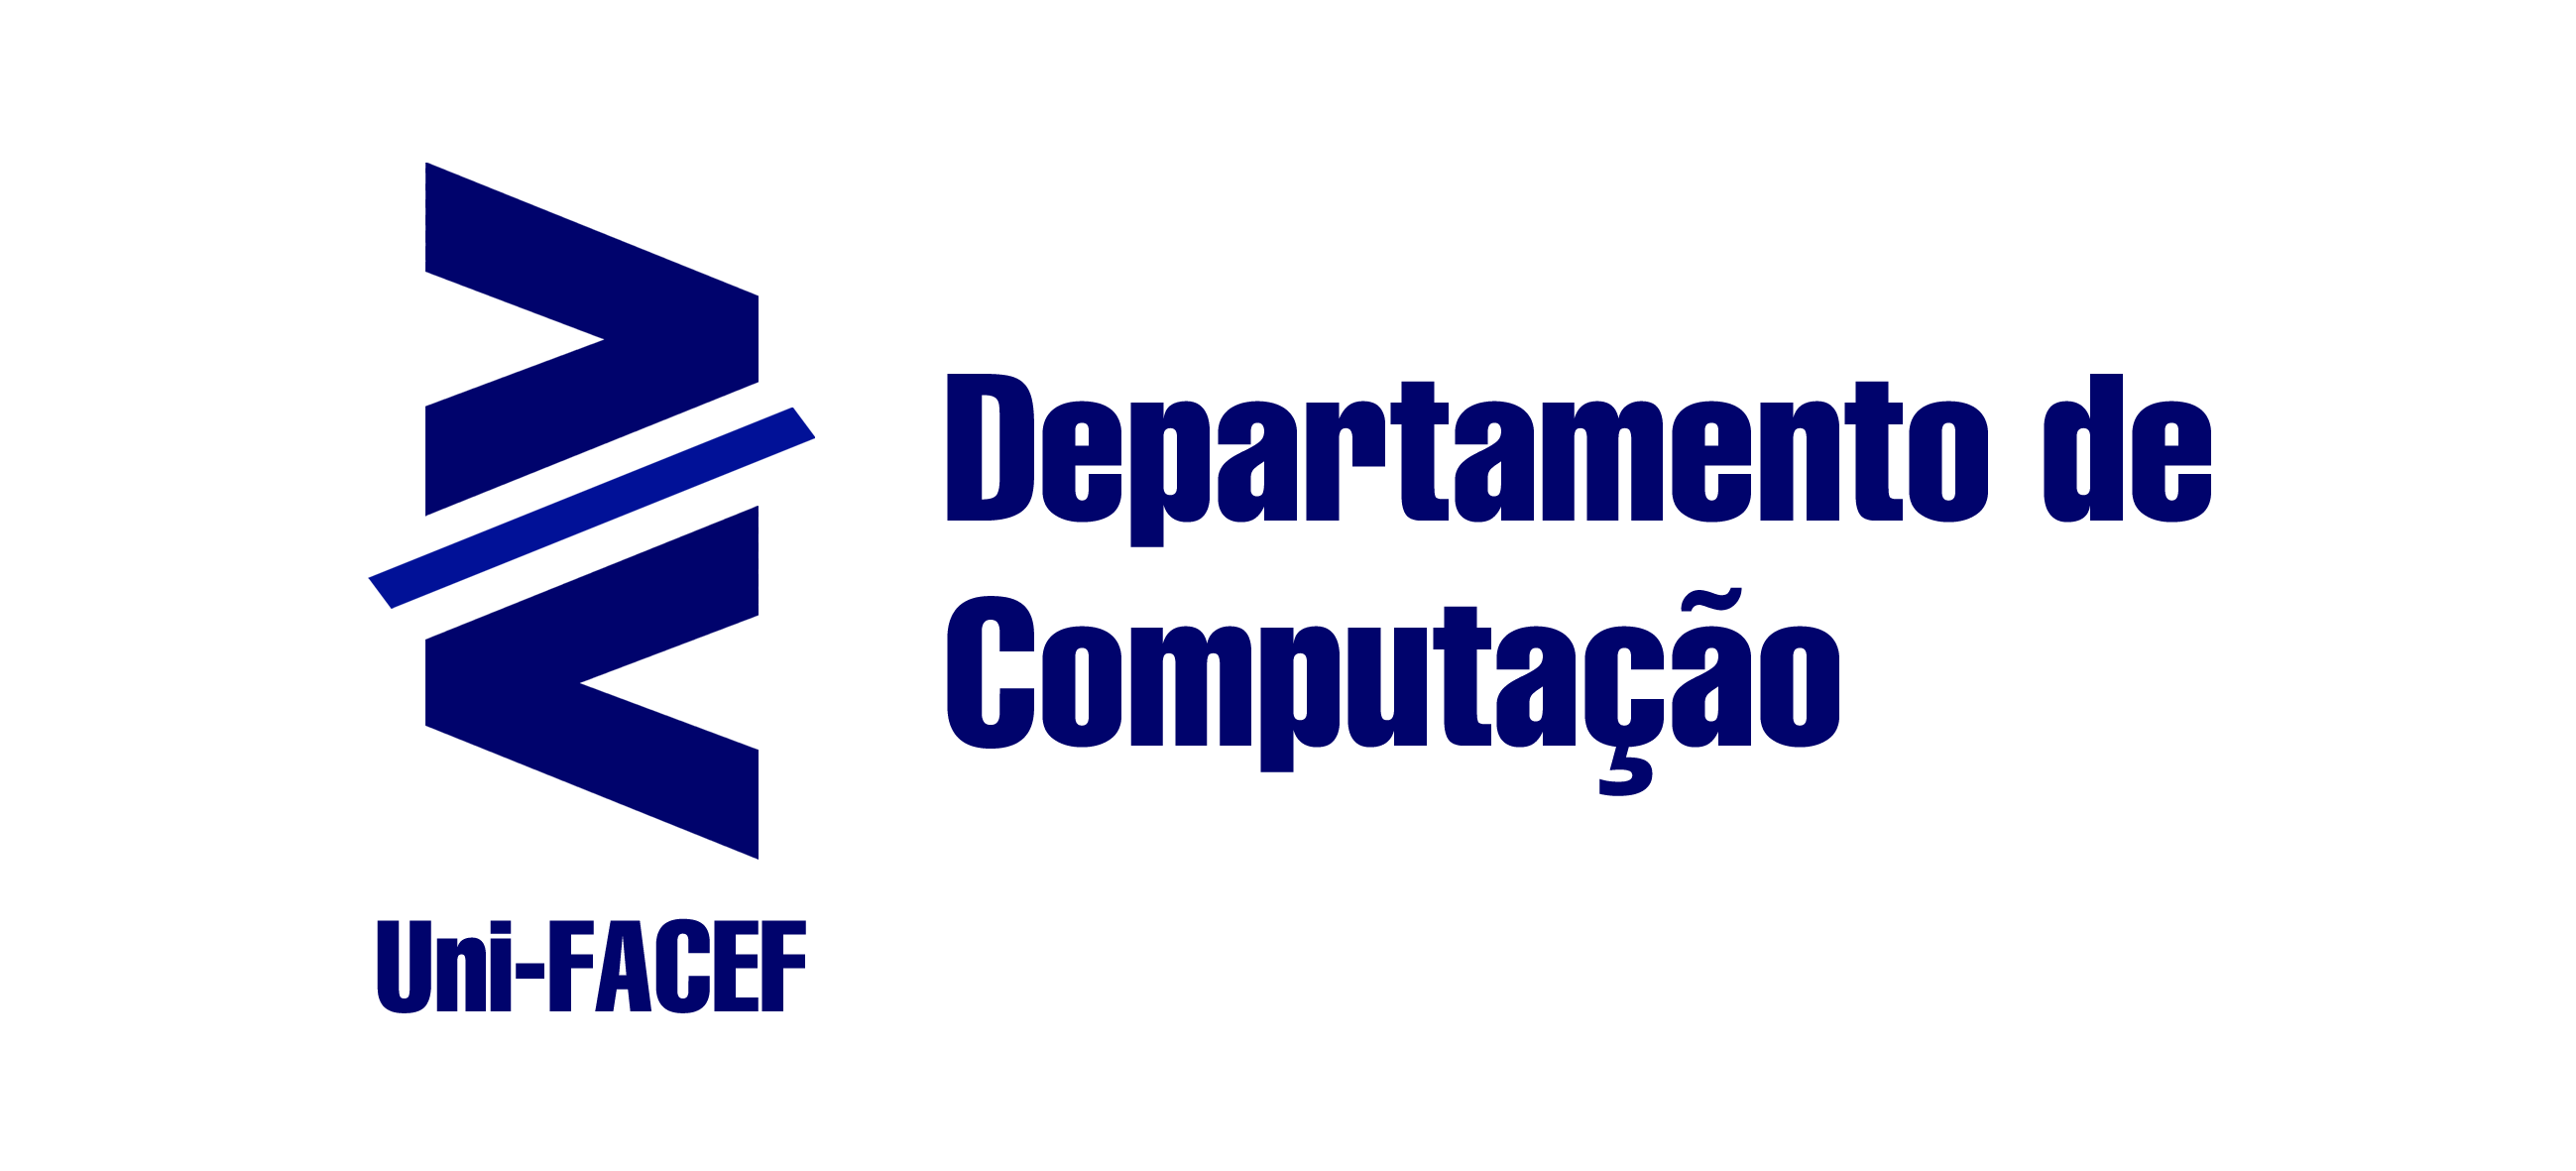 Departamento de
Computação
Uni-FACEF